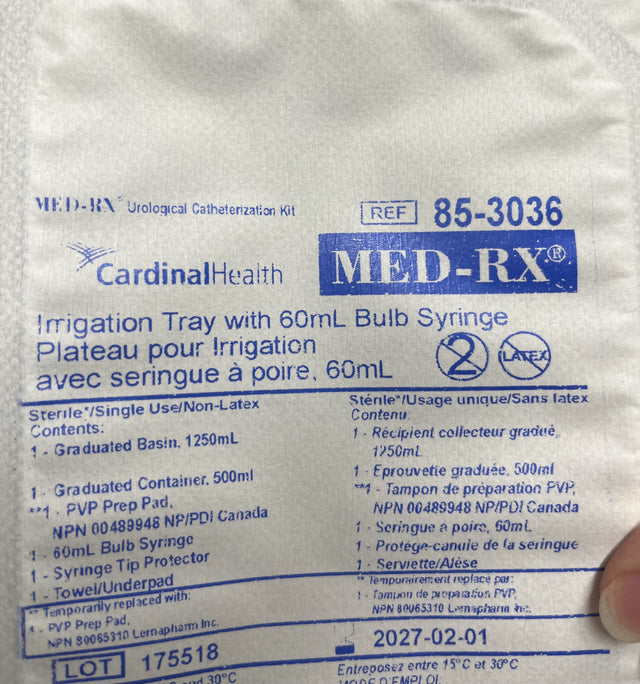 MED-RX® Urological Catheterization Kit
REF 85-3036
CardinalHealth
MED-RX®
Irrigation Tray with 60mL Bulb Syringe
Plateau pour Irrigation
avec seringue à poire, 60mL
2
LATEX
Sterile*/Single Use/Non-Latex
Contents:
1 - Graduated Basin, 1250mL
1 - Graduated Container, 500ml
**1 - PVP Prep Pad,
NPN 00489948 NP/PDI Canada
1 - 60mL Bulb Syringe
1 - Syringe Tip Protector
1 - Towel/Underpad
** Temporarily replaced with:
1 - PVP Prep Pad,
NPN 80065310 Lernapharm Inc.
Stérile*/Usage unique/Sans latex
Contenu:
1 - Récipient collecteur gradué,
1250mL
1 - Eprouvette graduée, 500ml
**1 - Tampon de préparation PVP,
NPN 00489948 NP/PDI Canada
1 - Seringue à poire, 60mL
1 - Protège-canule de la seringue
1 - Serviette/Alèse
** Temporairement replacé par:
1 - Tampon de préparation PVP,
NPN 80065310 Lernapharm Inc.
LOT 175518
2027-02-01
Entreposez entre 15°C et 30°C
30°C
MODE D'EMPLOI